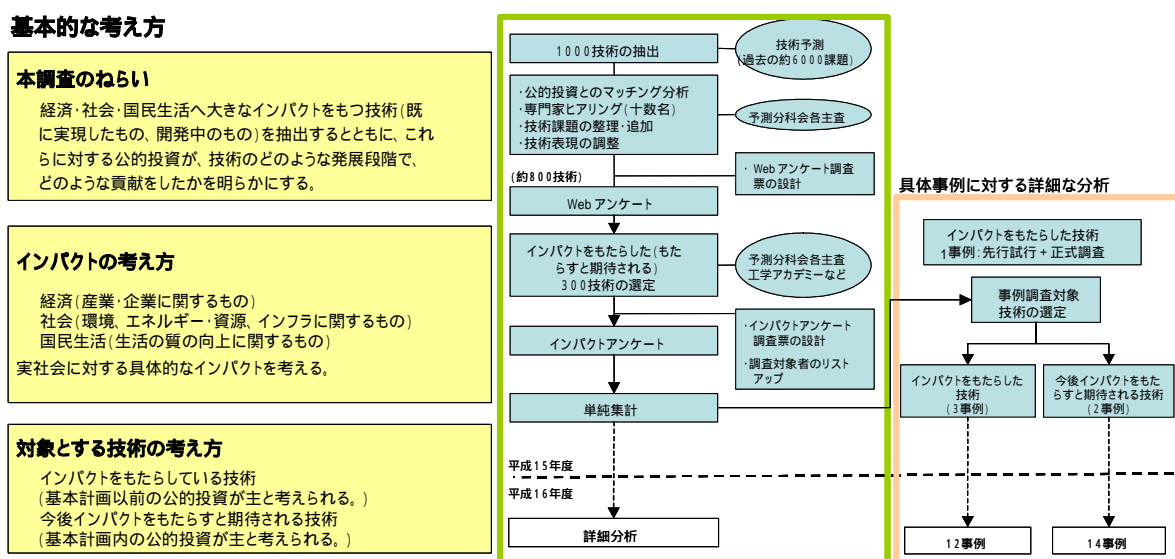 基本的な考え方
本調査のねらい
経済・社会・国民生活へ大きなインパクトをもつ技術(既
に実現したもの、開発中のもの)を抽出するとともに、これ
らに対する公的投資が、技術のどのような発展段階で、
どのような貢献をしたかを明らかにする。
インパクトの考え方
経済(産業・企業に関するもの)
社会(環境、エネルギー・資源、インフラに関するもの)
国民生活(生活の質の向上に関するもの)
実社会に対する具体的なインパクトを考える。
対象とする技術の考え方
インパクトをもたらしている技術
(基本計画以前の公的投資が主と考えられる。)
今後インパクトをもたらすと期待される技術
(基本計画内の公的投資が主と考えられる。)
1000技術の抽出
技術予測
(過去の約6000課題)
・公的投資とのマッチング分析
・専門家ヒアリング(十数名)
・技術課題の整理・追加
・技術表現の調整
予測分科会各主査
(約800技術)
・Webアンケート調査
票の設計
Webアンケート
インパクトをもたらした(もた
らすと期待される)
300技術の選定
予測分科会各主査
工学アカデミーなど
・インパクトアンケート
調査票の設計
・調査対象者のリスト
アップ
インパクトアンケート
単純集計
平成15年度
平成16年度
詳細分析
具体事例に対する詳細な分析
インパクトをもたらした技術
1事例:先行試行+正式調査
事例調査対象
技術の選定
インパクトをもたらした
技術
(3事例)
今後インパクトをもた
らすと期待される技術
(2事例)
12事例
14事例